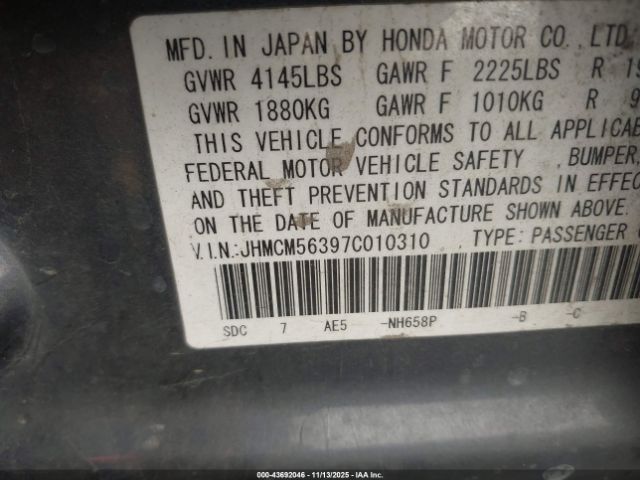 MFD. IN JAPAN BY HONDA MOTOR CO., LTD.
GVWR 4145LBS GAWR F 2225LBS R 19
GVWR 1880KG GAWR F 1010KG R 9
THIS VEHICLE CONFORMS TO ALL APPLICAB
FEDERAL MOTOR VEHICLE SAFETY , BUMPER,
AND THEFT PREVENTION STANDARDS IN EFFEC
ON THE DATE OF MANUFACTURE SHOWN ABOVE.
V.I.N.:JHMCM56397C010310 TYPE: PASSENGER
SDC 7 AE5 -NH658P -B -C
000-43692046 - 11/13/2025 - IAA Inc.